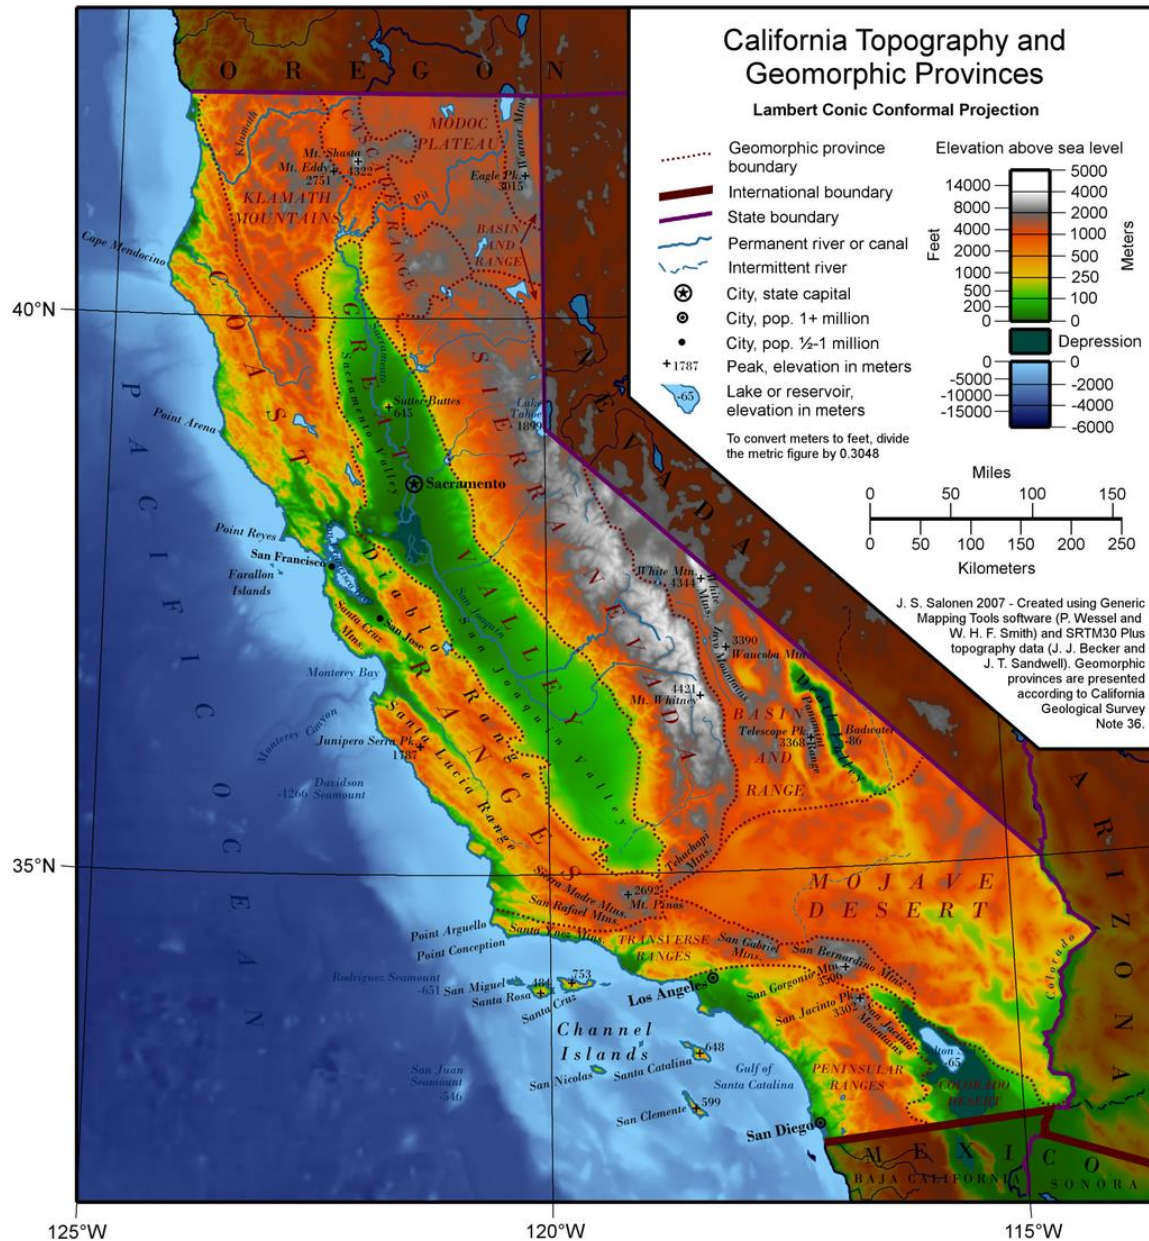 California Topography and
Geomorphic Provinces
Lambert Conic Conformal Projection
Geomorphic province
boundary
International boundary
State boundary
Permanent river or canal
Intermittent river
City, state capital
City, pop. 1+ million
City, pop. ½-1 million
1787
Peak, elevation in meters
-65
Lake or reservoir,
elevation in meters
To convert meters to feet, divide
the metric figure by 0.3048
Elevation above sea level
Feet
Meters
14000 5000
8000 2000
4000 1000
2000 500
1000 250
500 100
200
0 0
Depression
0 0
-5000 -2000
-10000 -4000
-15000
-6000
Miles
0 50 100 150
0 50 100 150 200 250
Kilometers
J. S. Salonen 2007 - Created using Generic
Mapping Tools software (P. Wessel and
W. H. F. Smith) and SRTM30 Plus
topography data (J. J. Becker and
J. T. Sandwell). Geomorphic
provinces are presented
according to California
Geological Survey
Note 36.
OREGON
NEVADA
ARIZONA
MEXICO
BAJA CALIFORNIA
SONORA
PACIFIC OCEAN
Klamath
Mt. Shasta
4322
Mt. Eddy
2751
KLAMATH
MOUNTAINS
CASCADE RANGE
MODOC
PLATEAU
Warner Mtns.
Eagle Pk.
3015
Pit
BASIN
AND
RANGE
Cape Mendocino
40°N
COAST RANGES
GREAT VALLEY
Sacramento
Sacramento Valley
Sutter Buttes
645
SIERRA NEVADA
Lake
Tahoe
1899
Point Arena
Sacramento
Point Reyes
San Francisco
Farallon
Islands
Diablo Range
Santa Cruz
Mtns.
San Jose
San Joaquin
San Joaquin Valley
White Mtn.
4344
White Mtns.
3390
Waucoba Mtn.
Inyo Mountains
Monterey Bay
Monterey Canyon
4421
Mt. Whitney
BASIN
AND
RANGE
Death Valley
Telescope Pk.
3368
Panamint
Range
Badwater
-86
Junipero Serra Pk.
1787
Santa Lucia Range
Davidson
Seamount
-1266
35°N
Tehachapi
Mtns.
Sierra Madre Mtns.
San Rafael Mtns.
2692
Mt. Pinos
MOJAVE
DESERT
Point Arguello
Point Conception
Santa Ynez Mtns.
TRANSVERSE
RANGES
San Gabriel
Mtns.
San Bernardino Mtns.
San Gorgonio Mtn.
3506
Colorado
Rodriguez Seamount
-651
San Miguel
484
Santa Rosa
753
Santa Cruz
Los Angeles
San Jacinto Pk.
3302
San Jacinto
Mountains
Channel
Islands
648
Santa Catalina
San Nicolas
Gulf of
Santa Catalina
-65
San Juan
Seamount
-546
PENINSULAR
RANGES
COLORADO
DESERT
San Clemente
599
San Diego
125°W
120°W
115°W